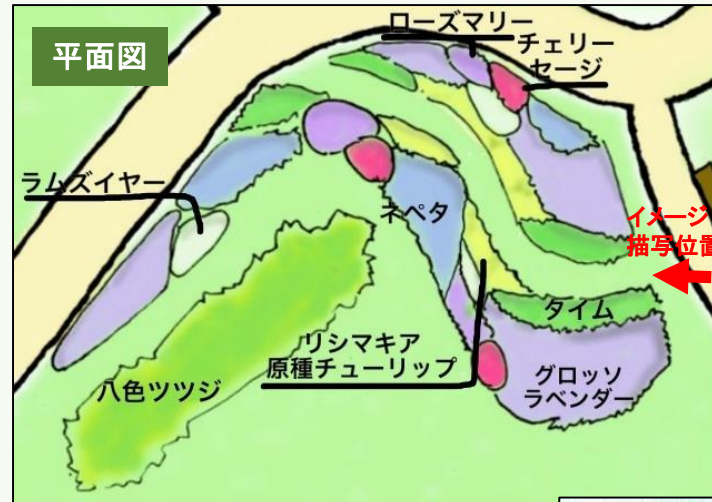 平面図
ローズマリー
チェリー
セージ
ラムズイヤー
ネペタ
イメージ
描写位置
タイム
リシマキア
原種チューリップ
グロッソ
ラベンダー
八色ツツジ